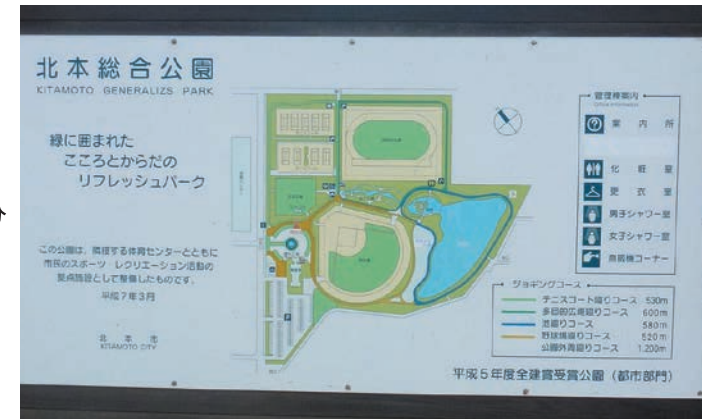 北本総合公園
KITAMOTO GENERALIZS PARK
緑に囲まれた
こころとからだの
リフレッシュパーク
この公園は、隣接する体育センターとともに
市民のスポーツ・レクリエーション活動の
拠点施設として整備したものです。
平成7年3月
北本市
KITAMOTO CITY
管理棟案内
案内所
化粧室
更衣室
男子シャワー室
女子シャワー室
自販機コーナー
ジョギングコース
テニスコート廻りコース 530m
多目的広場廻りコース 600m
池廻りコース 580m
野球場廻りコース 520m
公園外周廻りコース 1,200m
平成5年度全建賞受賞公園（都市部門）